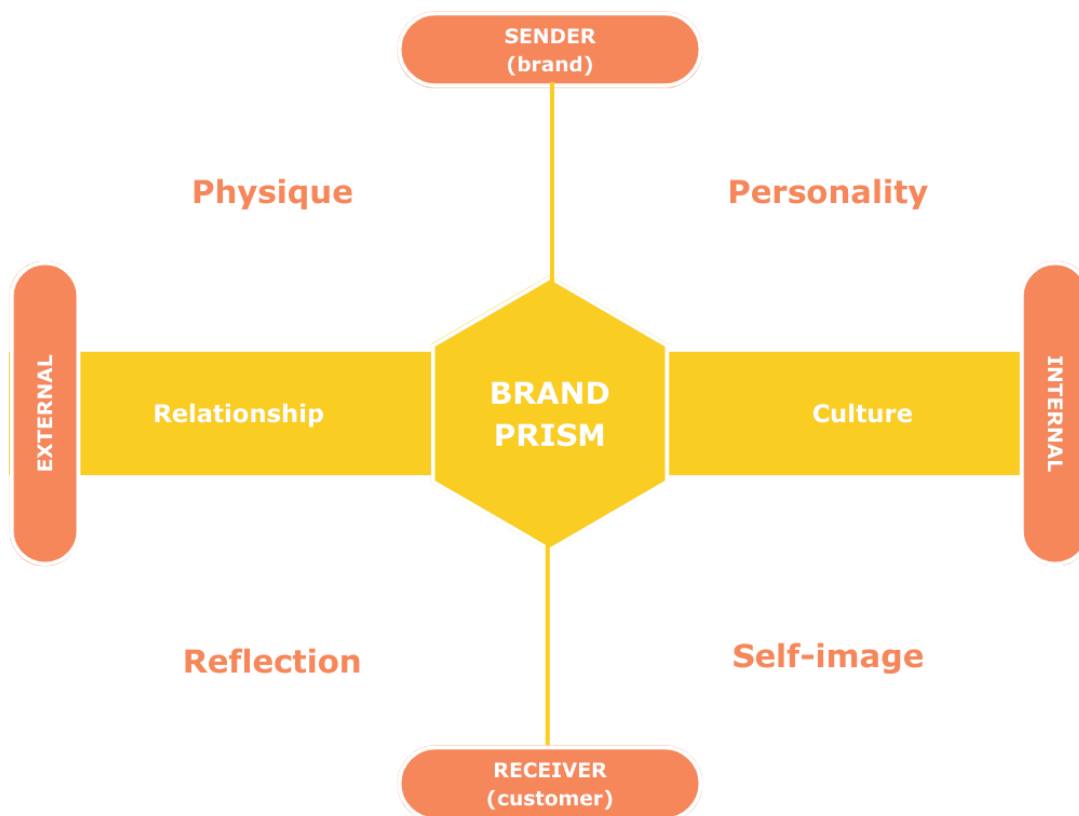 SENDER
(brand)
Physique
Personality
EXTERNAL
Relationship
BRAND
PRISM
Culture
INTERNAL
Reflection
Self-image
RECEIVER
(customer)